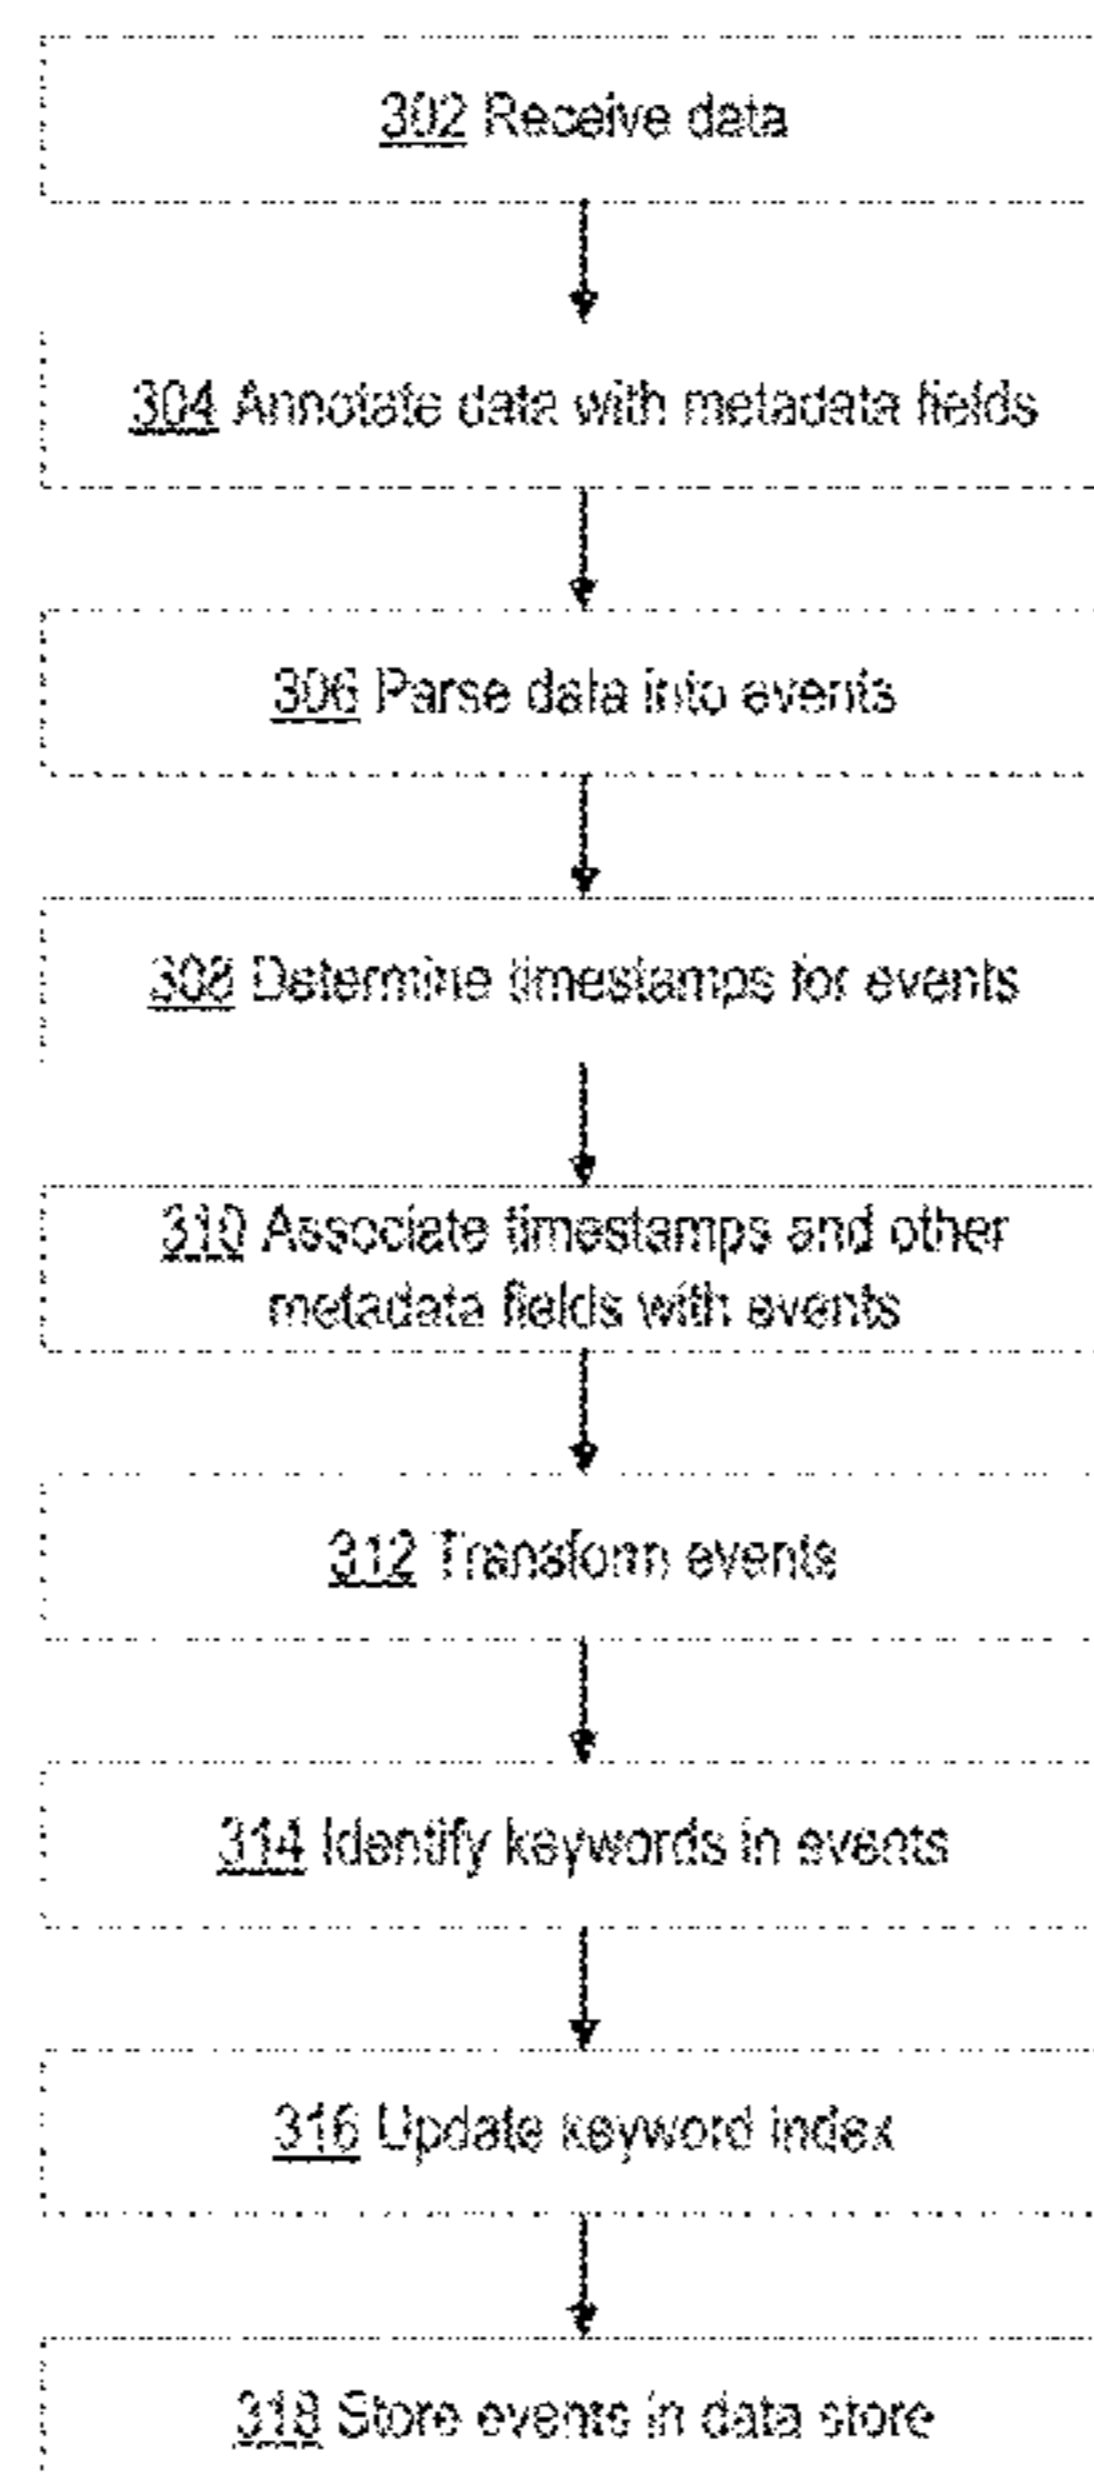 302 Receive data
304 Annotate data with metadata fields
306 Parse data into events
308 Determine timestamps for events
310 Associate timestamps and other
metadata fields with events
312 Transform events
314 Identify keywords in events
316 Update keyword index
318 Store events in data store